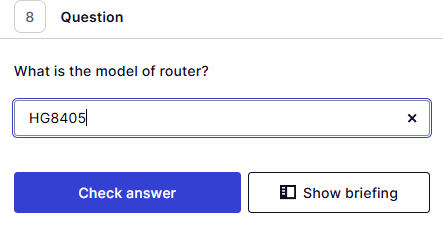 8 Question
What is the model of router?
HG8405
Check answer Show briefing